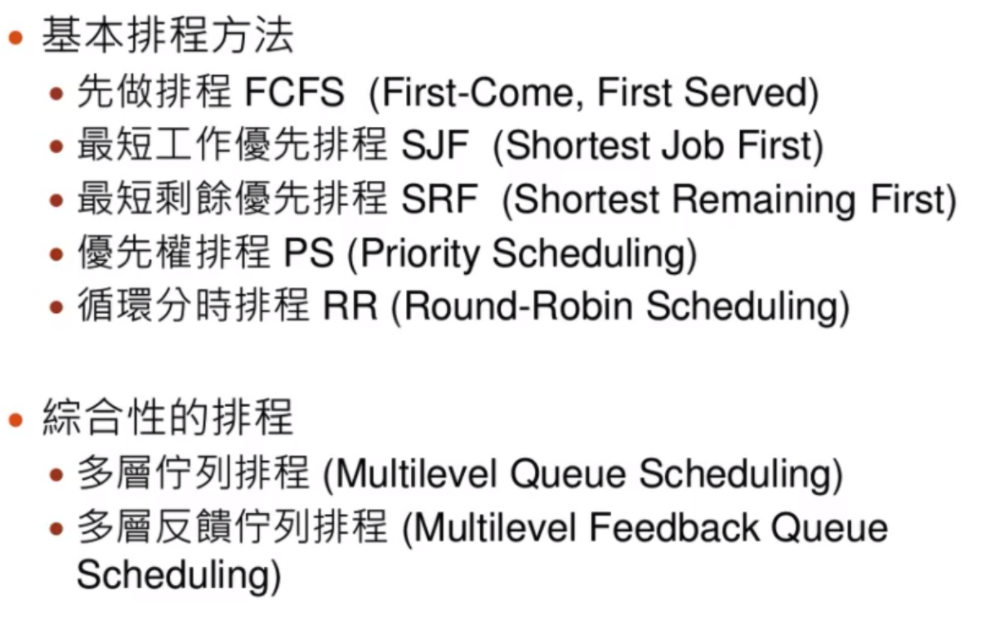 • 基本排程方法
• 先做排程 FCFS (First-Come, First Served)
• 最短工作優先排程 SJF (Shortest Job First)
• 最短剩餘優先排程 SRF (Shortest Remaining First)
• 優先權排程 PS (Priority Scheduling)
• 循環分時排程 RR (Round-Robin Scheduling)
• 綜合性的排程
• 多層佇列排程 (Multilevel Queue Scheduling)
• 多層反饋佇列排程 (Multilevel Feedback Queue
Scheduling)